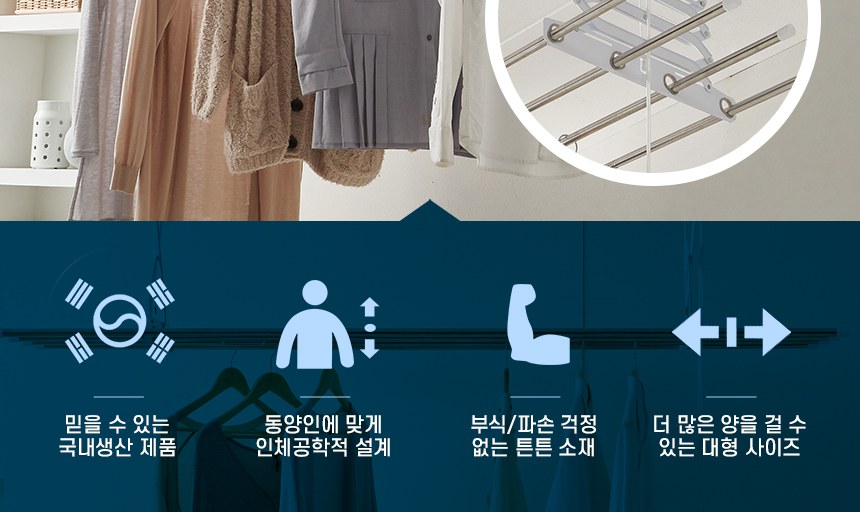 믿을 수 있는
국내생산 제품
동양인에 맞게
인체공학적 설계
부식/파손 걱정
없는 튼튼 소재
더 많은 양을 걸 수
있는 대형 사이즈